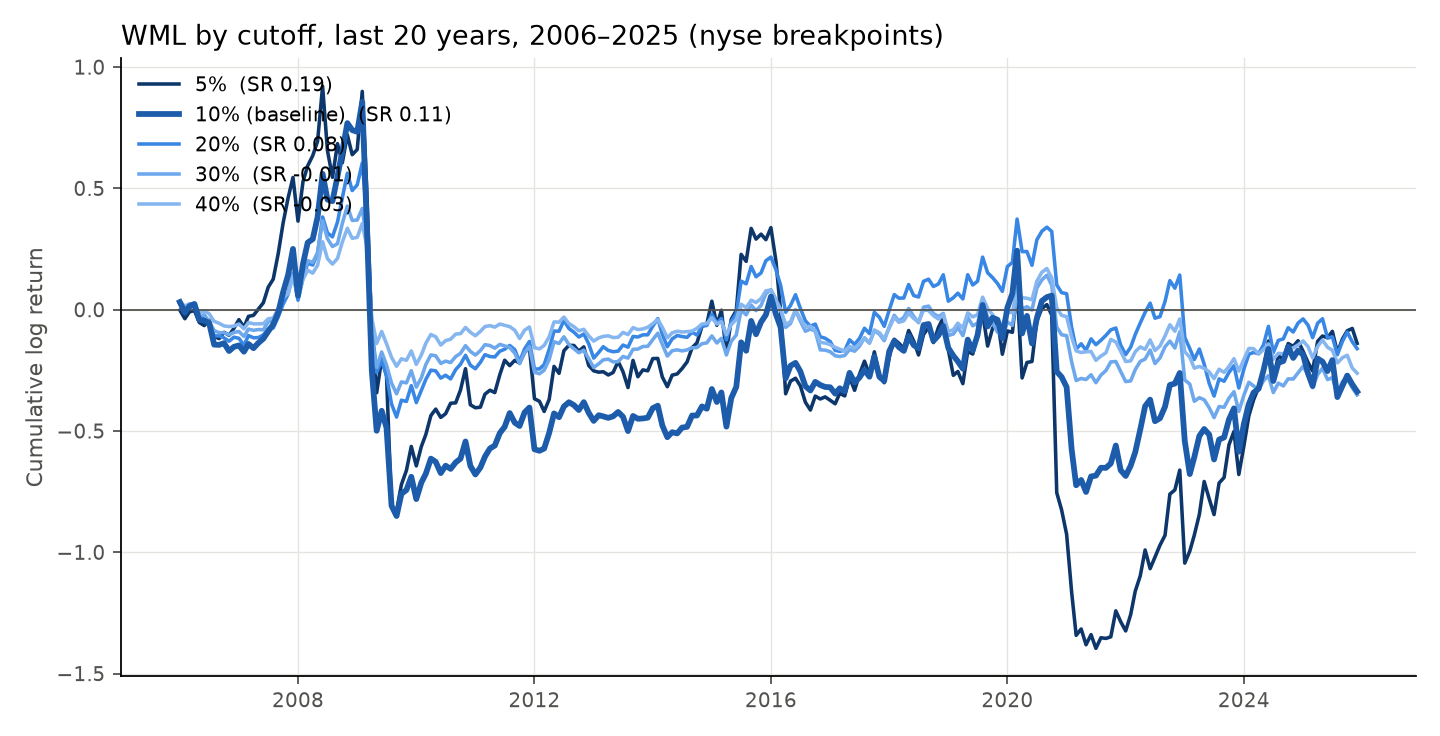 WML by cutoff, last 20 years, 2006–2025 (nyse breakpoints)
1.0
0.5
0.0
−0.5
−1.0
−1.5
Cumulative log return
5%  (SR 0.19)
10% (baseline)  (SR 0.11)
20%  (SR 0.08)
30%  (SR -0.01)
40%  (SR -0.03)
2008
2012
2016
2020
2024